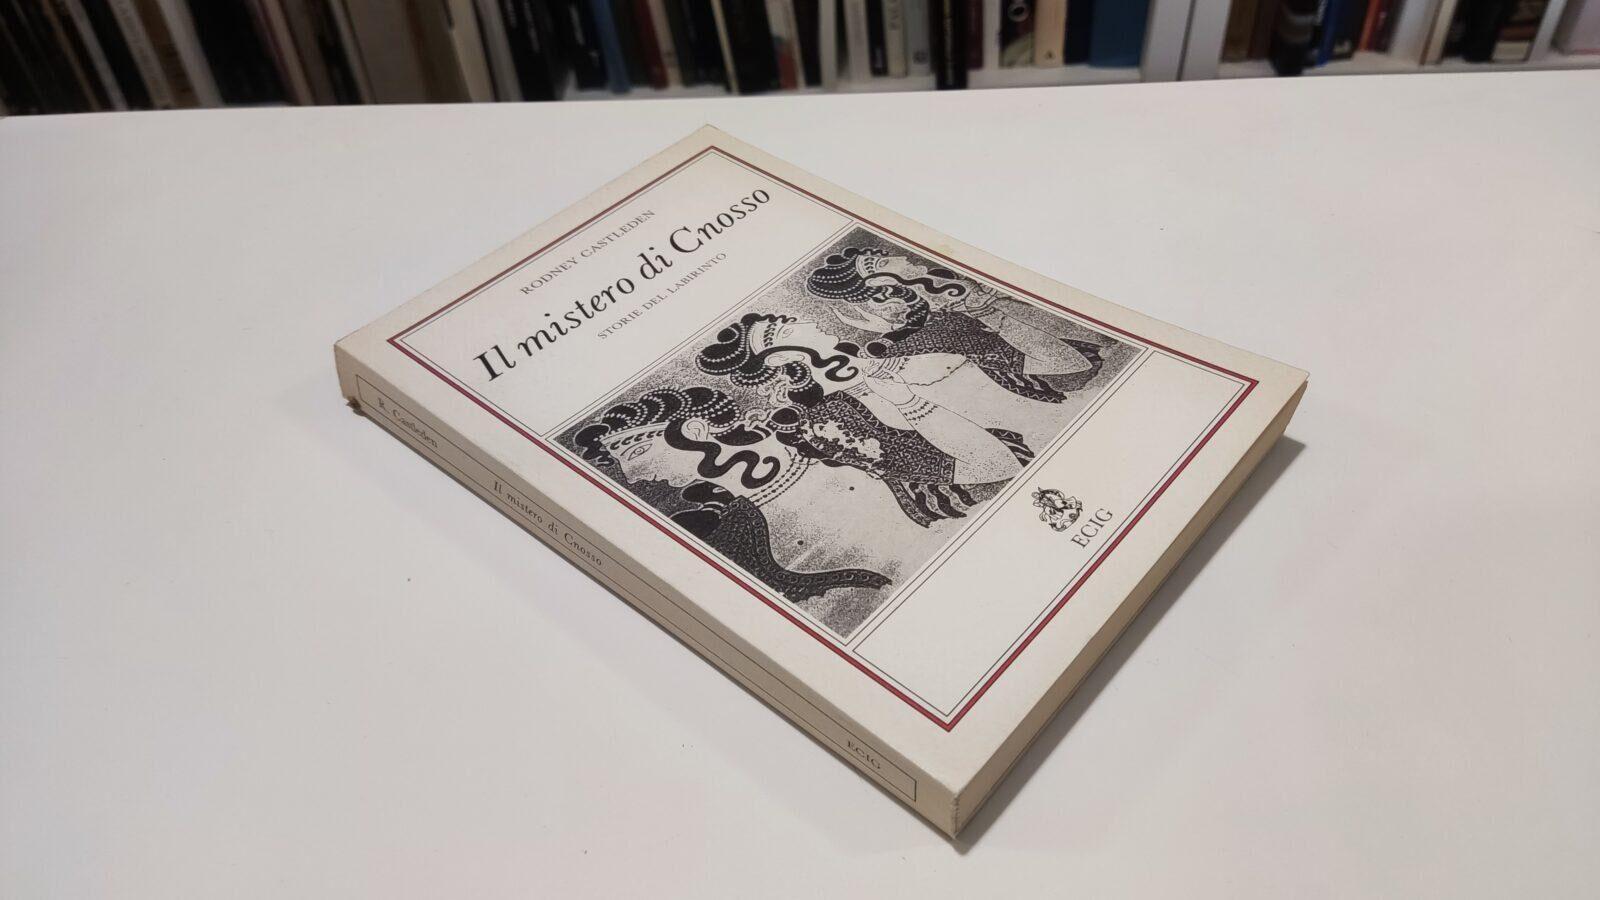 RODNEY CASTLEDEN
Il mistero di Cnosso
STORIE DEL LABIRINTO
ECIG
R. Castleden
Il mistero di Cnosso
ECIG